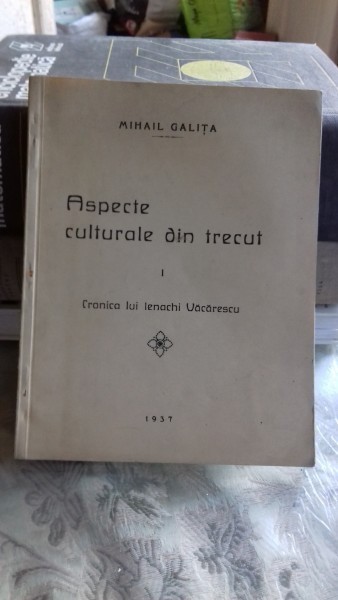 MIHAIL GALIȚA
Aspecte
culturale din trecut
I
Cronica lui Ienachi Văcărescu
1937